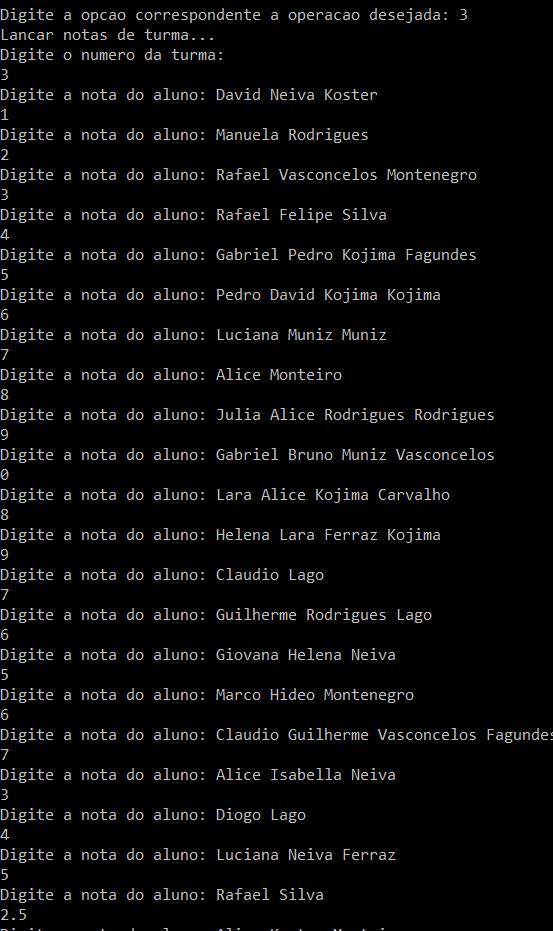 Digite a opcao correspondente a operacao desejada: 3
Lancar notas de turma...
Digite o numero da turma:
3
Digite a nota do aluno: David Neiva Koster
1
Digite a nota do aluno: Manuela Rodrigues
2
Digite a nota do aluno: Rafael Vasconcelos Montenegro
3
Digite a nota do aluno: Rafael Felipe Silva
4
Digite a nota do aluno: Gabriel Pedro Kojima Fagundes
5
Digite a nota do aluno: Pedro David Kojima Kojima
6
Digite a nota do aluno: Luciana Muniz Muniz
7
Digite a nota do aluno: Alice Monteiro
8
Digite a nota do aluno: Julia Alice Rodrigues Rodrigues
9
Digite a nota do aluno: Gabriel Bruno Muniz Vasconcelos
0
Digite a nota do aluno: Lara Alice Kojima Carvalho
8
Digite a nota do aluno: Helena Lara Ferraz Kojima
9
Digite a nota do aluno: Claudio Lago
7
Digite a nota do aluno: Guilherme Rodrigues Lago
6
Digite a nota do aluno: Giovana Helena Neiva
5
Digite a nota do aluno: Marco Hideo Montenegro
6
Digite a nota do aluno: Claudio Guilherme Vasconcelos Fagundes
7
Digite a nota do aluno: Alice Isabella Neiva
3
Digite a nota do aluno: Diogo Lago
4
Digite a nota do aluno: Luciana Neiva Ferraz
5
Digite a nota do aluno: Rafael Silva
2.5